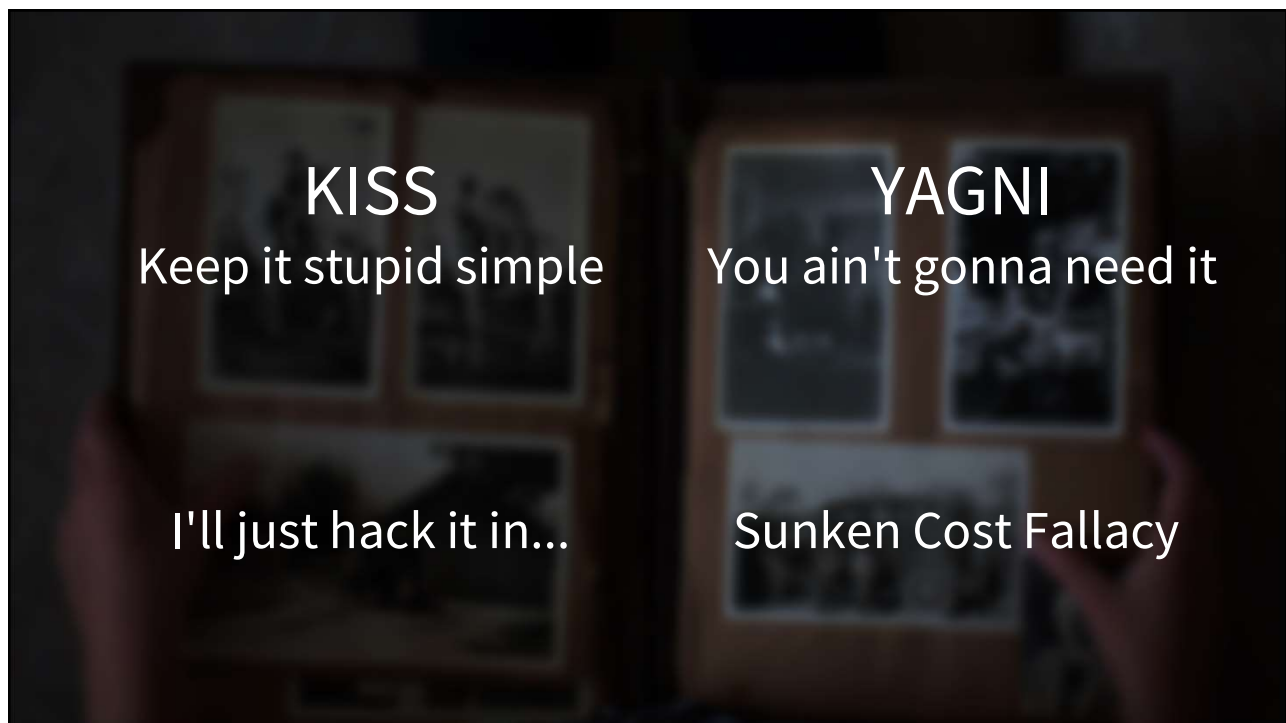 KISS
Keep it stupid simple
YAGNI
You ain't gonna need it
I'll just hack it in...
Sunken Cost Fallacy